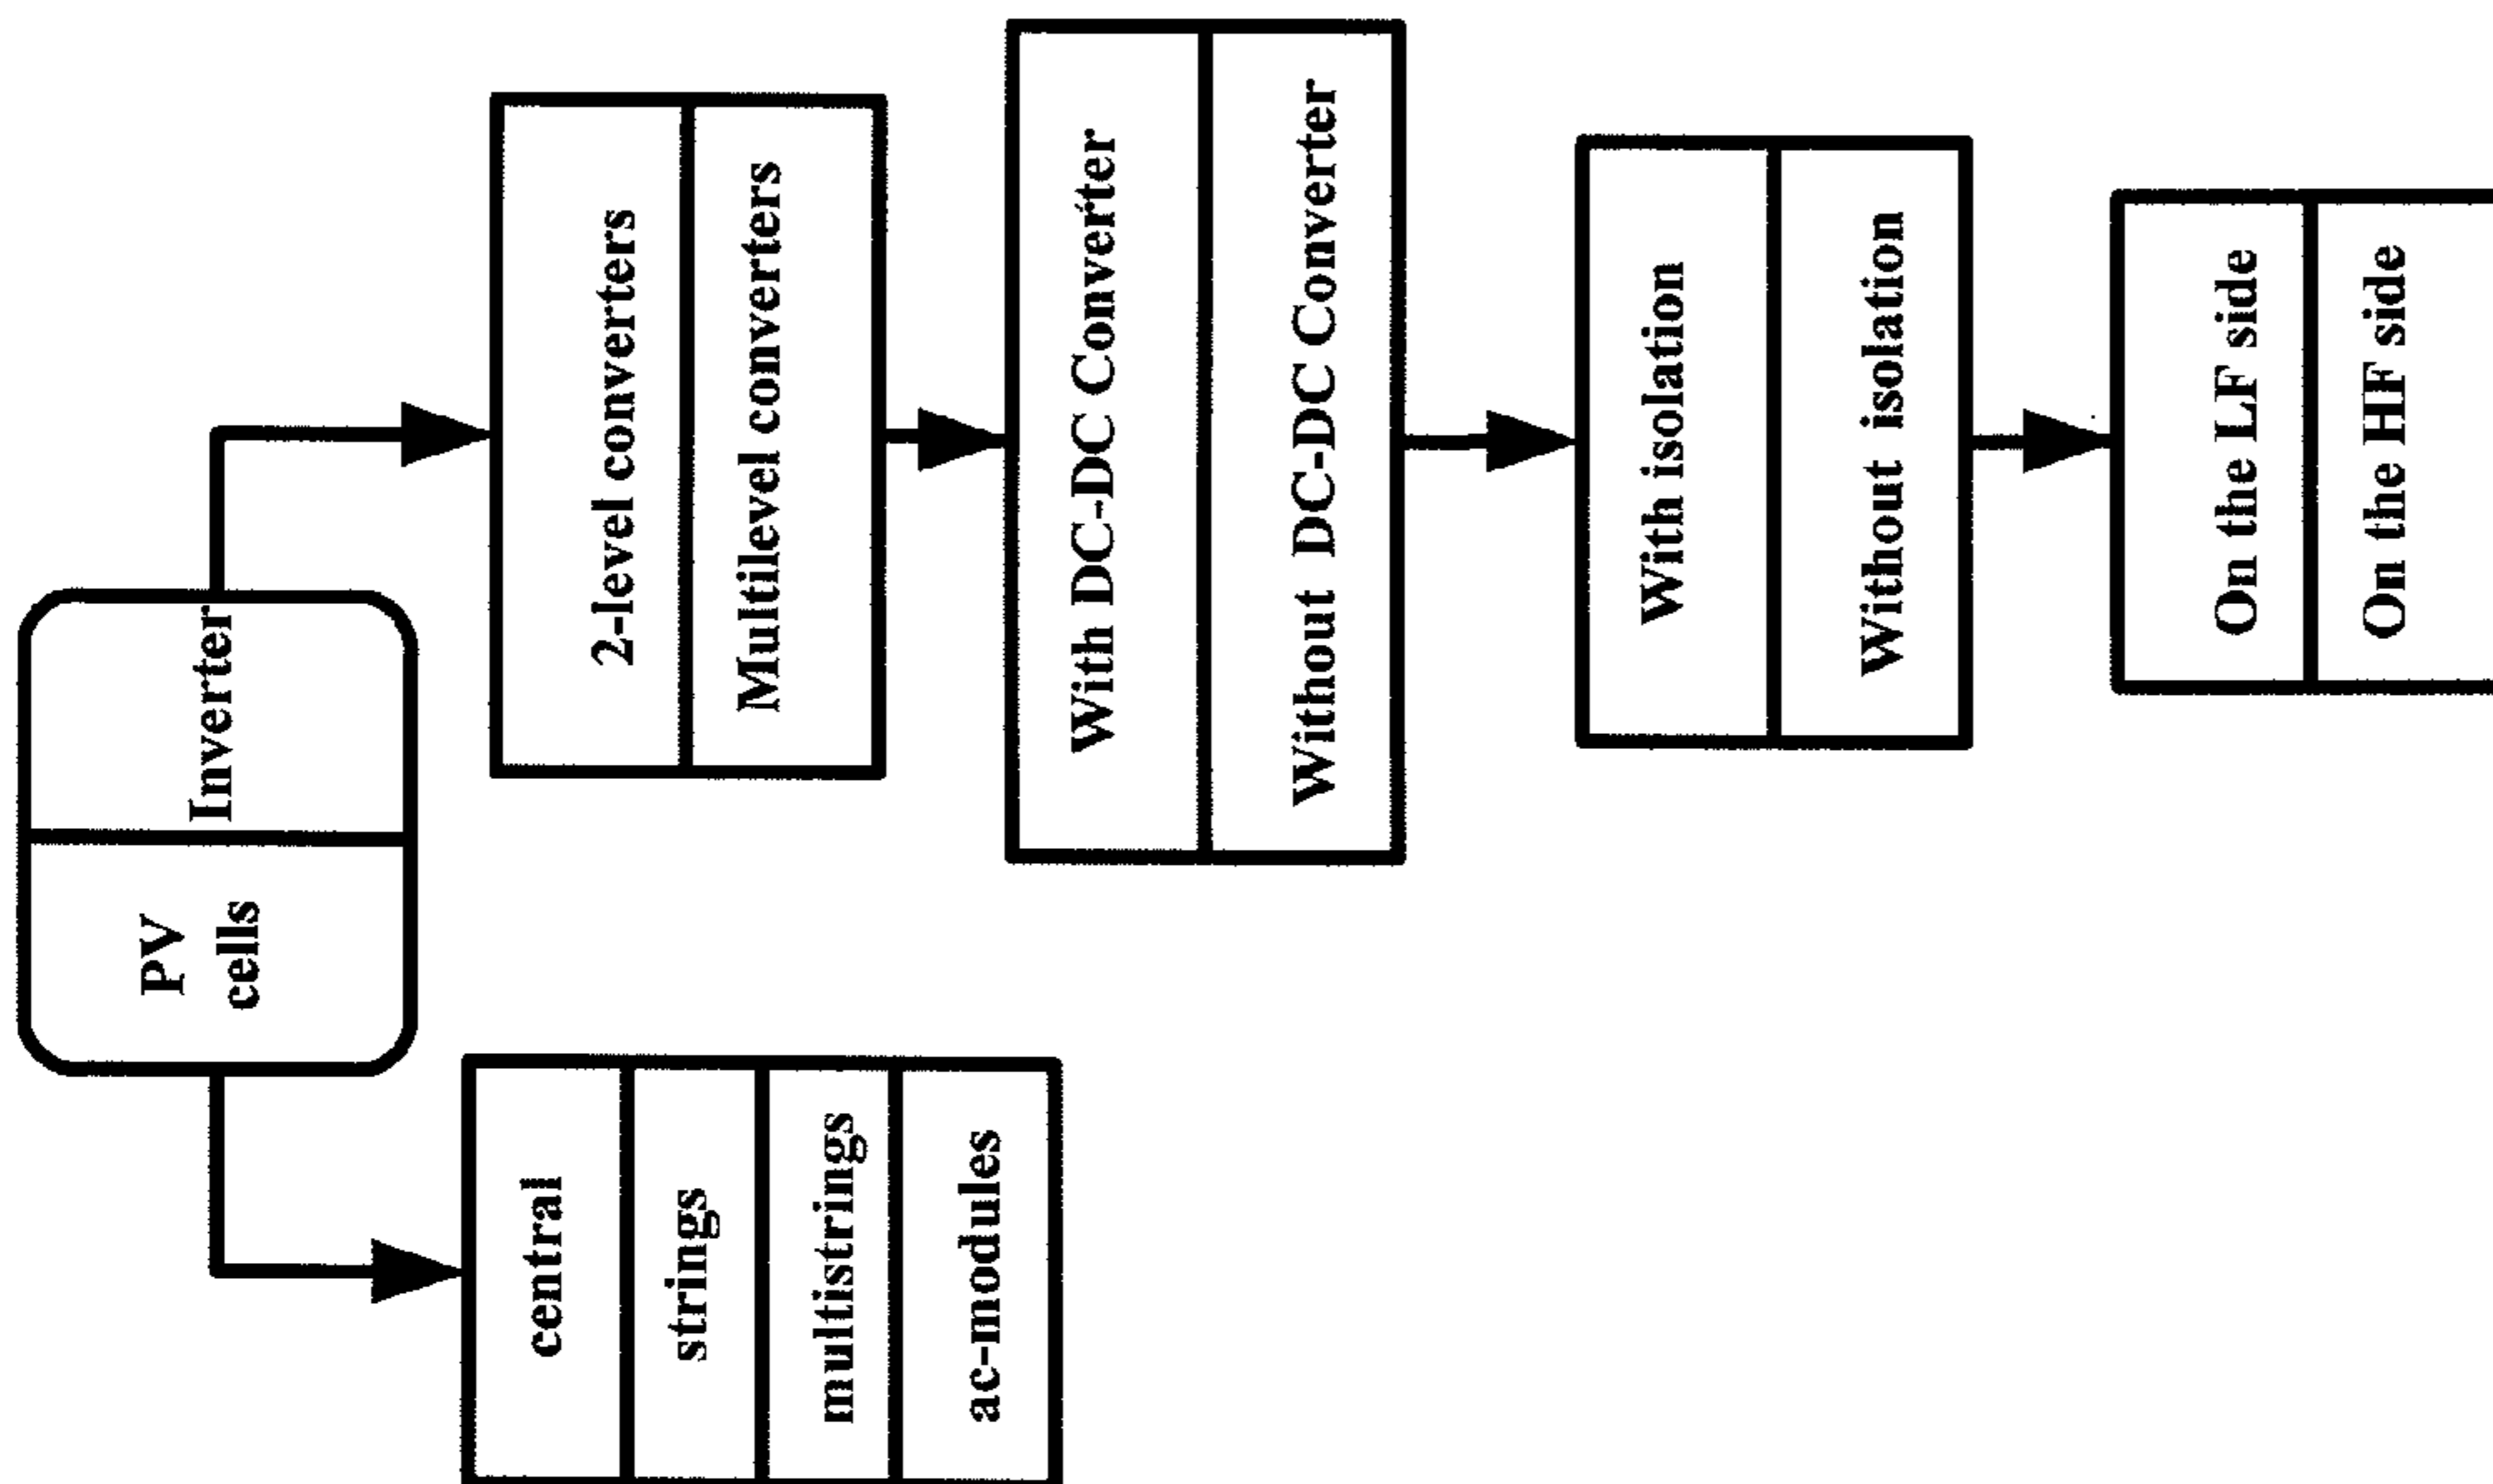 PV
cells
Inverter
central
strings
multistrings
ac-modules
2-level converters
Multilevel converters
With DC-DC Converter
Without DC-DC Converter
With isolation
Without isolation
On the LF side
On the HF side